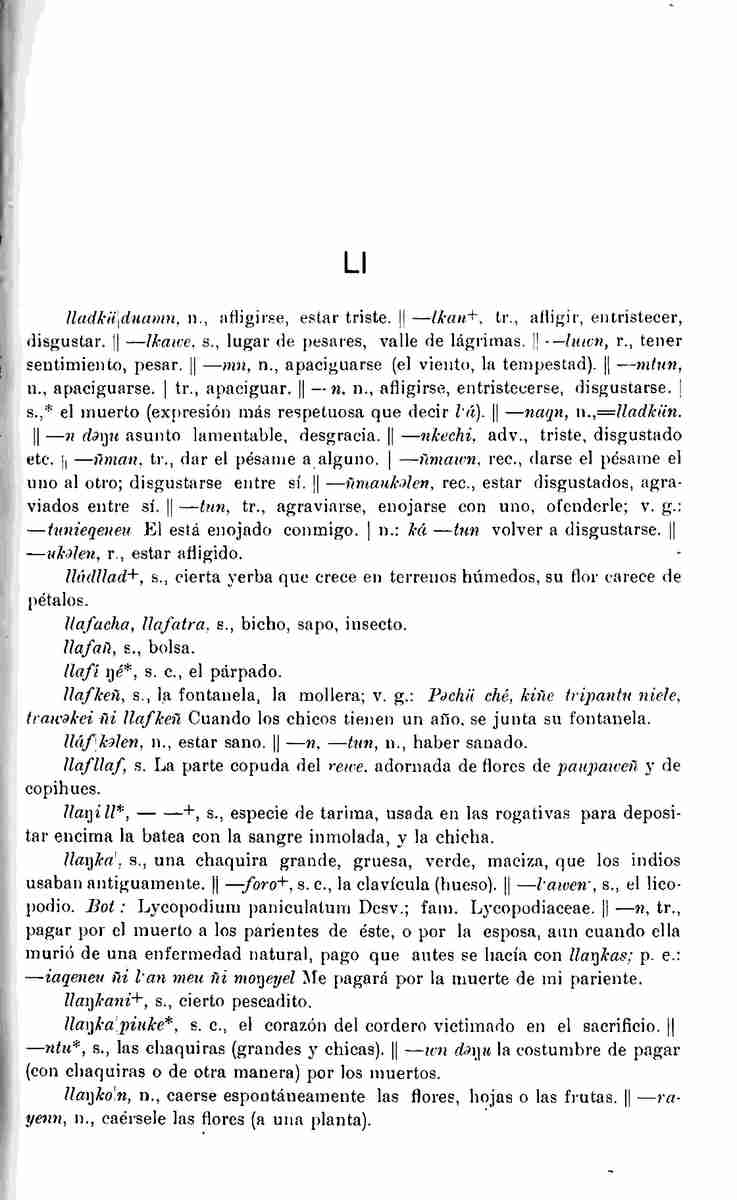 Ll
lladkü|duamn, n., afligirse, estar triste. || —lkan+, tr., afligir, entristecer,
disgustar. || —lkawe, s., lugar de pesares, valle de lágrimas. || —luwn, r., tener
sentimiento, pesar. || —mn, n., apaciguarse (el viento, la tempestad). || —mtun,
n., apaciguarse. | tr., apaciguar. || —n, n., afligirse, entristecerse, disgustarse. |
s.,* el muerto (expresión más respetuosa que decir l·á). || —naqn, n.,=lladkün.
|| —n dəŋu asunto lamentable, desgracia. || —nkechi, adv., triste, disgustado
etc. || —ñman, tr., dar el pésame a alguno. | —ñmawn, rec., darse el pésame el
uno al otro; disgustarse entre sí. || —ñmaukəlen, rec., estar disgustados, agra-
viados entre sí. || —tun, tr., agraviarse, enojarse con uno, ofenderle; v. g.:
—tunieqeneu El está enojado conmigo. | n.: ká —tun volver a disgustarse. ||
—ukəlen, r., estar afligido.
lládllad+, s., cierta yerba que crece en terrenos húmedos, su flor carece de
pétalos.
llafacha, llafatra, s., bicho, sapo, insecto.
llafañ, s., bolsa.
llafi ŋé*, s. c., el párpado.
llafkeñ, s., la fontanela, la mollera; v. g.: Pəchü ché, kiñe tripantu niele,
trawəkei ñi llafkeñ Cuando los chicos tienen un año, se junta su fontanela.
lláf|kəlen, n., estar sano. || —n, —tun, n., haber sanado.
llafllaf, s. La parte copuda del rewe, adornada de flores de paupaweñ y de
copihues.
llaŋill*, — —+, s., especie de tarima, usada en las rogativas para deposi-
tar encima la batea con la sangre inmolada, y la chicha.
llaŋka|, s., una chaquira grande, gruesa, verde, maciza, que los indios
usaban antiguamente. || —foro+, s. c., la clavícula (hueso). || —l·awen·, s., el lico-
podio. Bot: Lycopodium paniculatum Desv.; fam. Lycopodiaceae. || —n, tr.,
pagar por el muerto a los parientes de éste, o por la esposa, aun cuando ella
murió de una enfermedad natural, pago que antes se hacía con llaŋkas; p. e.:
—iaqeneu ñi l·an meu ñi moŋeyel Me pagará por la muerte de mi pariente.
llaŋkani+, s., cierto pescadito.
llaŋka|piuke*, s. c., el corazón del cordero victimado en el sacrificio. ||
—ntu*, s., las chaquiras (grandes y chicas). || —wn dəŋu la costumbre de pagar
(con chaquiras o de otra manera) por los muertos.
llaŋko|n, n., caerse espontáneamente las flores, hojas o las frutas. || —ra-
yenn, n., caérsele las flores (a una planta).